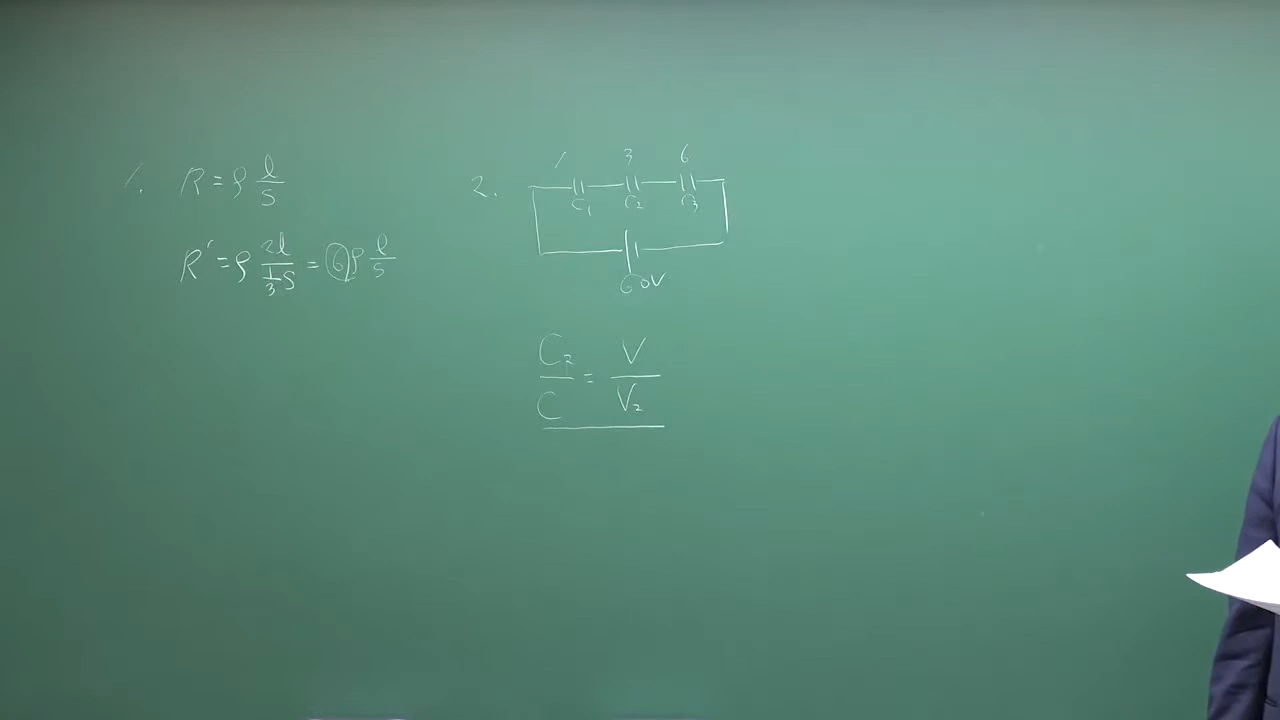 1. R = ρ l/S
R' = ρ 2l/(1/3 S) = 6ρ l/S
2. 1 3 6
C₁ C₂ C₃
60V
C₂/C = V/V₂